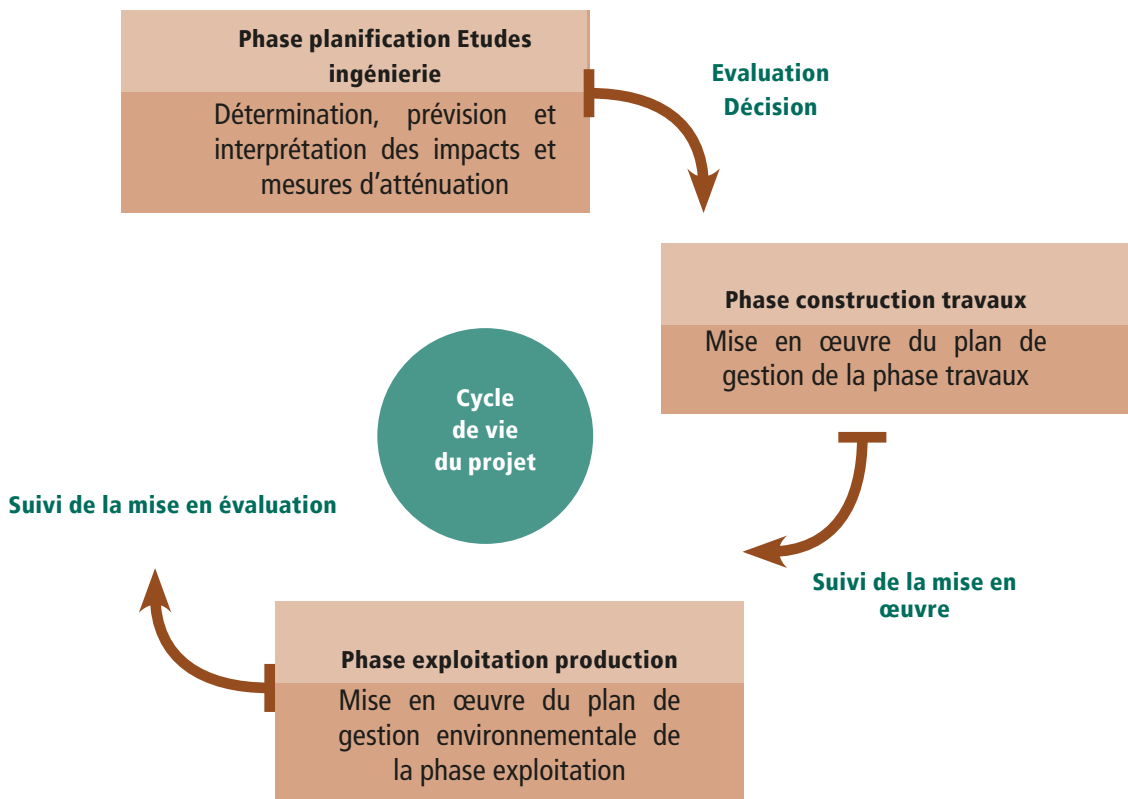 Phase planification Etudes
ingénierie
Détermination, prévision et
interprétation des impacts et
mesures d'atténuation
Evaluation
Décision
Phase construction travaux
Mise en œuvre du plan de
gestion de la phase travaux
Cycle
de vie
du projet
Suivi de la mise en évaluation
Suivi de la mise en
œuvre
Phase exploitation production
Mise en œuvre du plan de
gestion environnementale de
la phase exploitation